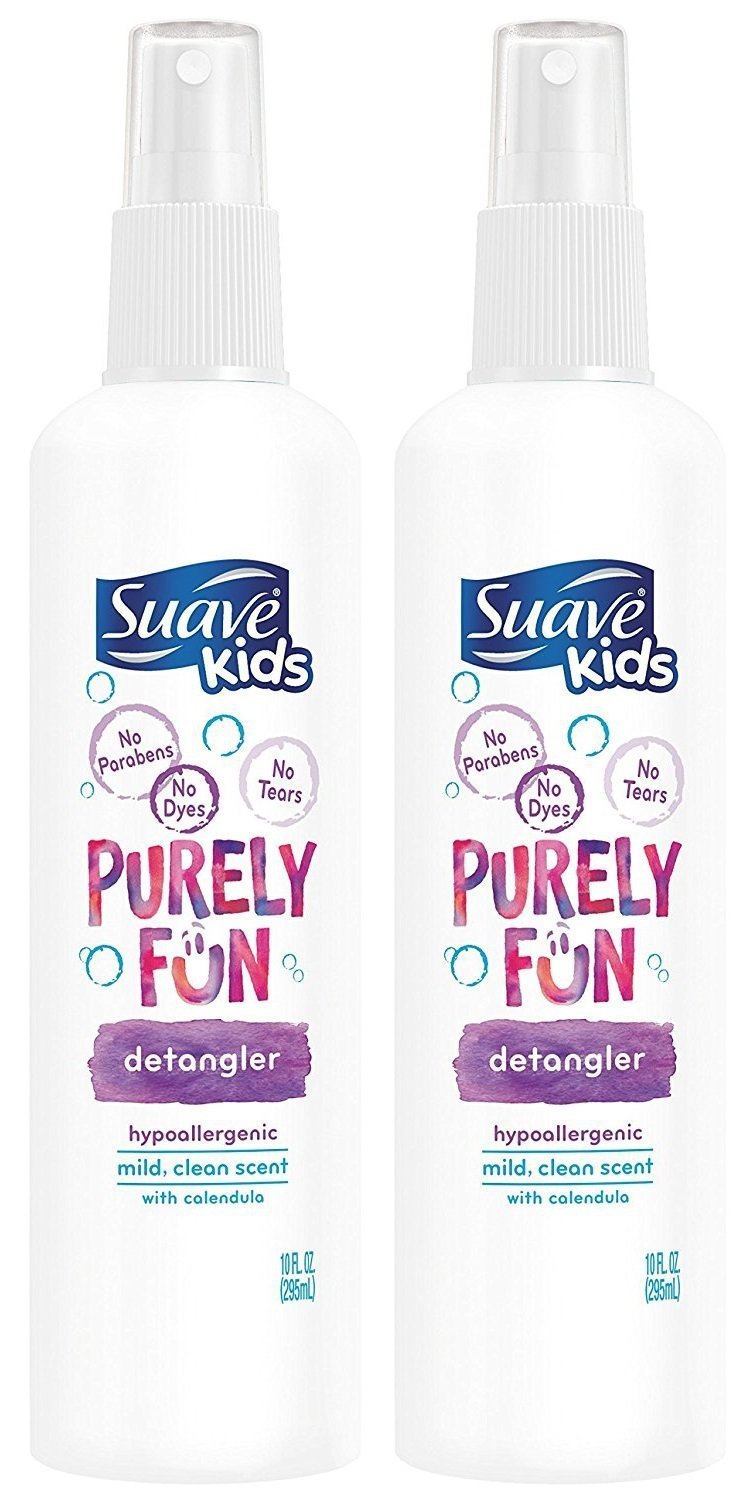 Suave®
Kids
No
Parabens
No
Dyes
No
Tears
PURELY
FUN
detangler
hypoallergenic
mild, clean scent
with calendula
10 FL. OZ.
(295mL)
Suave®
Kids
No
Parabens
No
Dyes
No
Tears
PURELY
FUN
detangler
hypoallergenic
mild, clean scent
with calendula
10 FL. OZ.
(295mL)